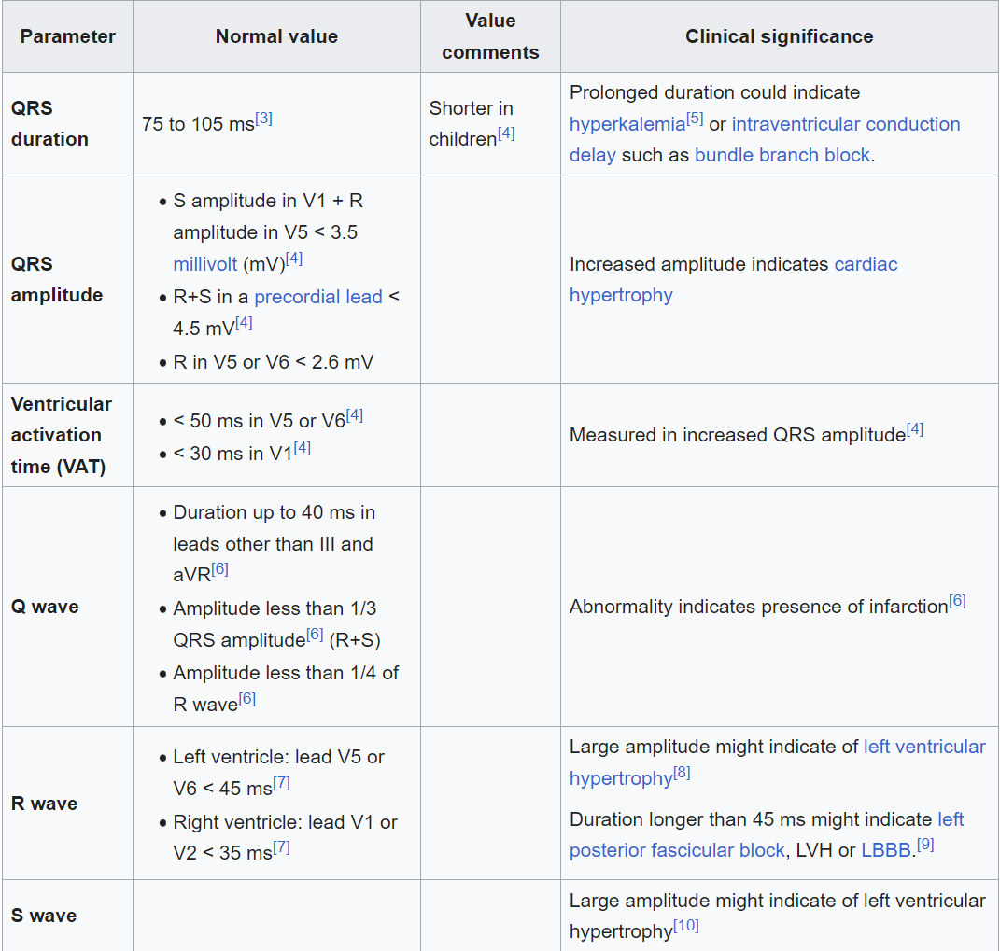 Parameter
Normal value
Value
comments
Clinical significance
QRS
duration
75 to 105 ms[3]
Shorter in
children[4]
Prolonged duration could indicate
hyperkalemia[5] or intraventricular conduction
delay such as bundle branch block.
QRS
amplitude
• S amplitude in V1 + R
amplitude in V5 < 3.5
millivolt (mV)[4]
• R+S in a precordial lead <
4.5 mV[4]
• R in V5 or V6 < 2.6 mV
Increased amplitude indicates cardiac
hypertrophy
Ventricular
activation
time (VAT)
• < 50 ms in V5 or V6[4]
• < 30 ms in V1[4]
Measured in increased QRS amplitude[4]
Q wave
• Duration up to 40 ms in
leads other than III and
aVR[6]
• Amplitude less than 1/3
QRS amplitude[6] (R+S)
• Amplitude less than 1/4 of
R wave[6]
Abnormality indicates presence of infarction[6]
R wave
• Left ventricle: lead V5 or
V6 < 45 ms[7]
• Right ventricle: lead V1 or
V2 < 35 ms[7]
Large amplitude might indicate of left ventricular
hypertrophy[8]
Duration longer than 45 ms might indicate left
posterior fascicular block, LVH or LBBB.[9]
S wave
Large amplitude might indicate of left ventricular
hypertrophy[10]